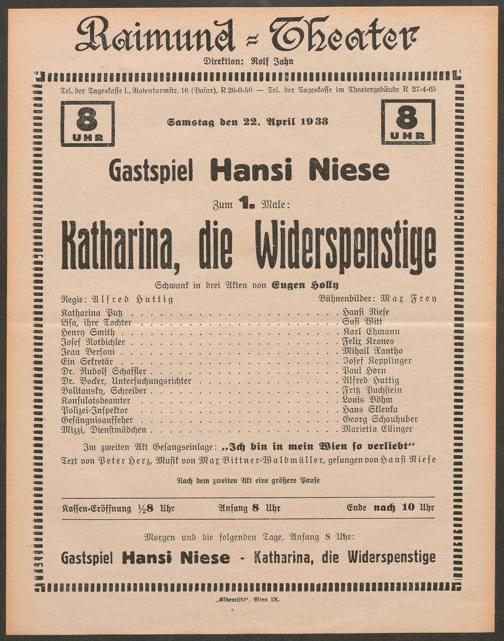 Raimund-Theater
Direktion: Rolf Jahn
Tel. der Tageskasse I., Rotenturmstr. 16 (Basar), R 26-0-50 — Tel. der Tageskasse im Theatergebäude R 27-4-65
8 UHR
8 UHR
Samstag den 22. April 1933
Gastspiel Hansi Niese
Zum 1. Male:
Katharina, die Widerspenstige
Schwank in drei Akten von Eugen Holly
Regie: Alfred Huttig Bühnenbilder: Max Frey
Katharina Putz . . . Hansi Niese
Lisa, ihre Tochter . . . Susi Witt
Henry Smith . . . Karl Ehmann
Josef Rotbichler . . . Felix Krones
Jean Bersoni . . . Mihail Xantho
Ein Sekretär . . . Josef Kepplinger
Dr. Rudolf Schaffler . . . Paul Horn
Dr. Bocker, Untersuchungsrichter . . . Alfred Huttig
Bolitansky, Schreiber . . . Fritz Puchstein
Konsulatsbeamter . . . Louis Böhm
Polizei-Inspektor . . . Hans Sklenka
Gefängnisaufseher . . . Georg Schauhuber
Mizzi, Dienstmädchen . . . Marietta Ellinger
Im zweiten Akt Gesangseinlage: „Ich bin in mein Wien so verliebt“
Text von Peter Herz, Musik von Max Bittner-Waldmüller, gesungen von Hansi Niese
Nach dem zweiten Akt eine größere Pause
Kassen-Eröffnung ½8 Uhr Anfang 8 Uhr Ende nach 10 Uhr
Morgen und die folgenden Tage, Anfang 8 Uhr:
Gastspiel Hansi Niese - Katharina, die Widerspenstige
„Elbemühl“, Wien IX.